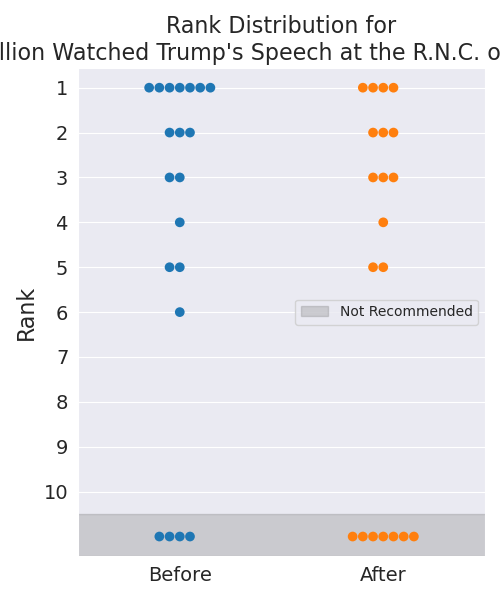 Rank Distribution for
llion Watched Trump's Speech at the R.N.C. o
1
2
3
4
5
6
7
8
9
10
Rank
Not Recommended
Before
After